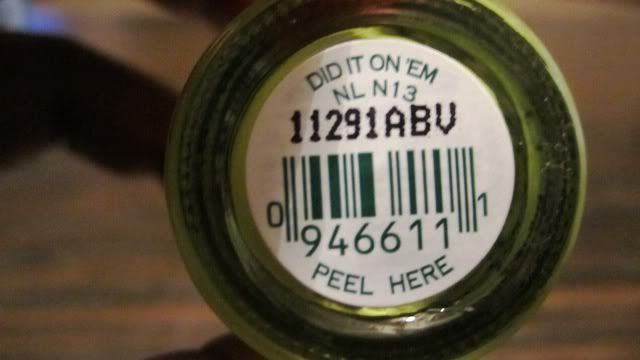 DID IT ON 'EM
NL N13
11291ABV
0 946611 1
PEEL HERE